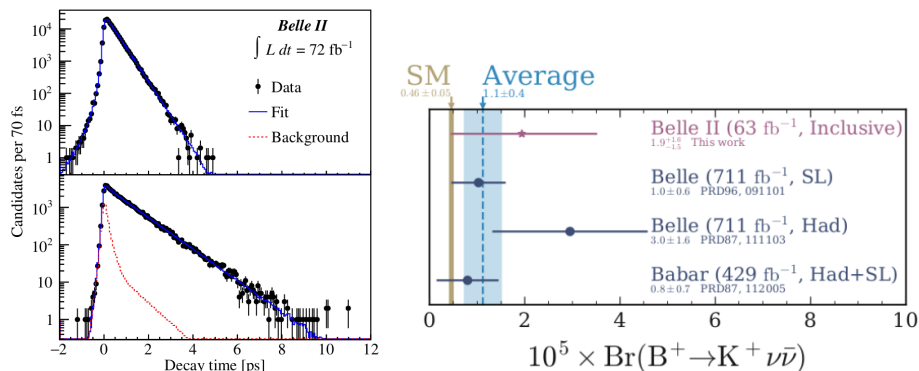 Belle II
∫ L dt = 72 fb⁻¹
Data
Fit
Background
Candidates per 70 fs
10⁴
10³
10²
10
1
10³
10²
10
1
−2 0 2 4 6 8 10 12
Decay time [ps]
SM
0.46±0.05
Average
1.1±0.4
Belle II (63 fb⁻¹, Inclusive)
1.9⁺¹·⁶₋₁.₅ This work
Belle (711 fb⁻¹, SL)
1.0±0.6 PRD96, 091101
Belle (711 fb⁻¹, Had)
3.0±1.6 PRD87, 111103
Babar (429 fb⁻¹, Had+SL)
0.8±0.7 PRD87, 112005
0 2 4 6 8 10
10⁵ × Br(B⁺→K⁺νν̄)